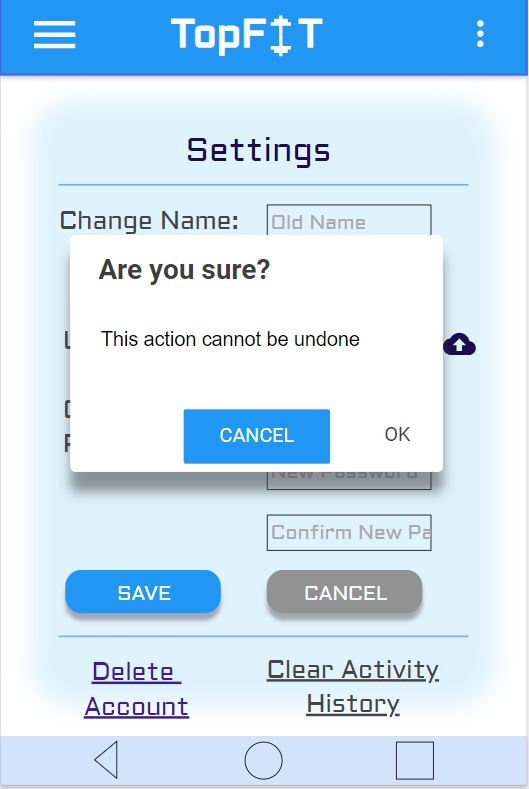 TopFIT
Settings
Change Name:
Old Name
Are you sure?
This action cannot be undone
CANCEL
OK
New Password
Confirm New Pa
SAVE
CANCEL
Delete
Account
Clear Activity
History